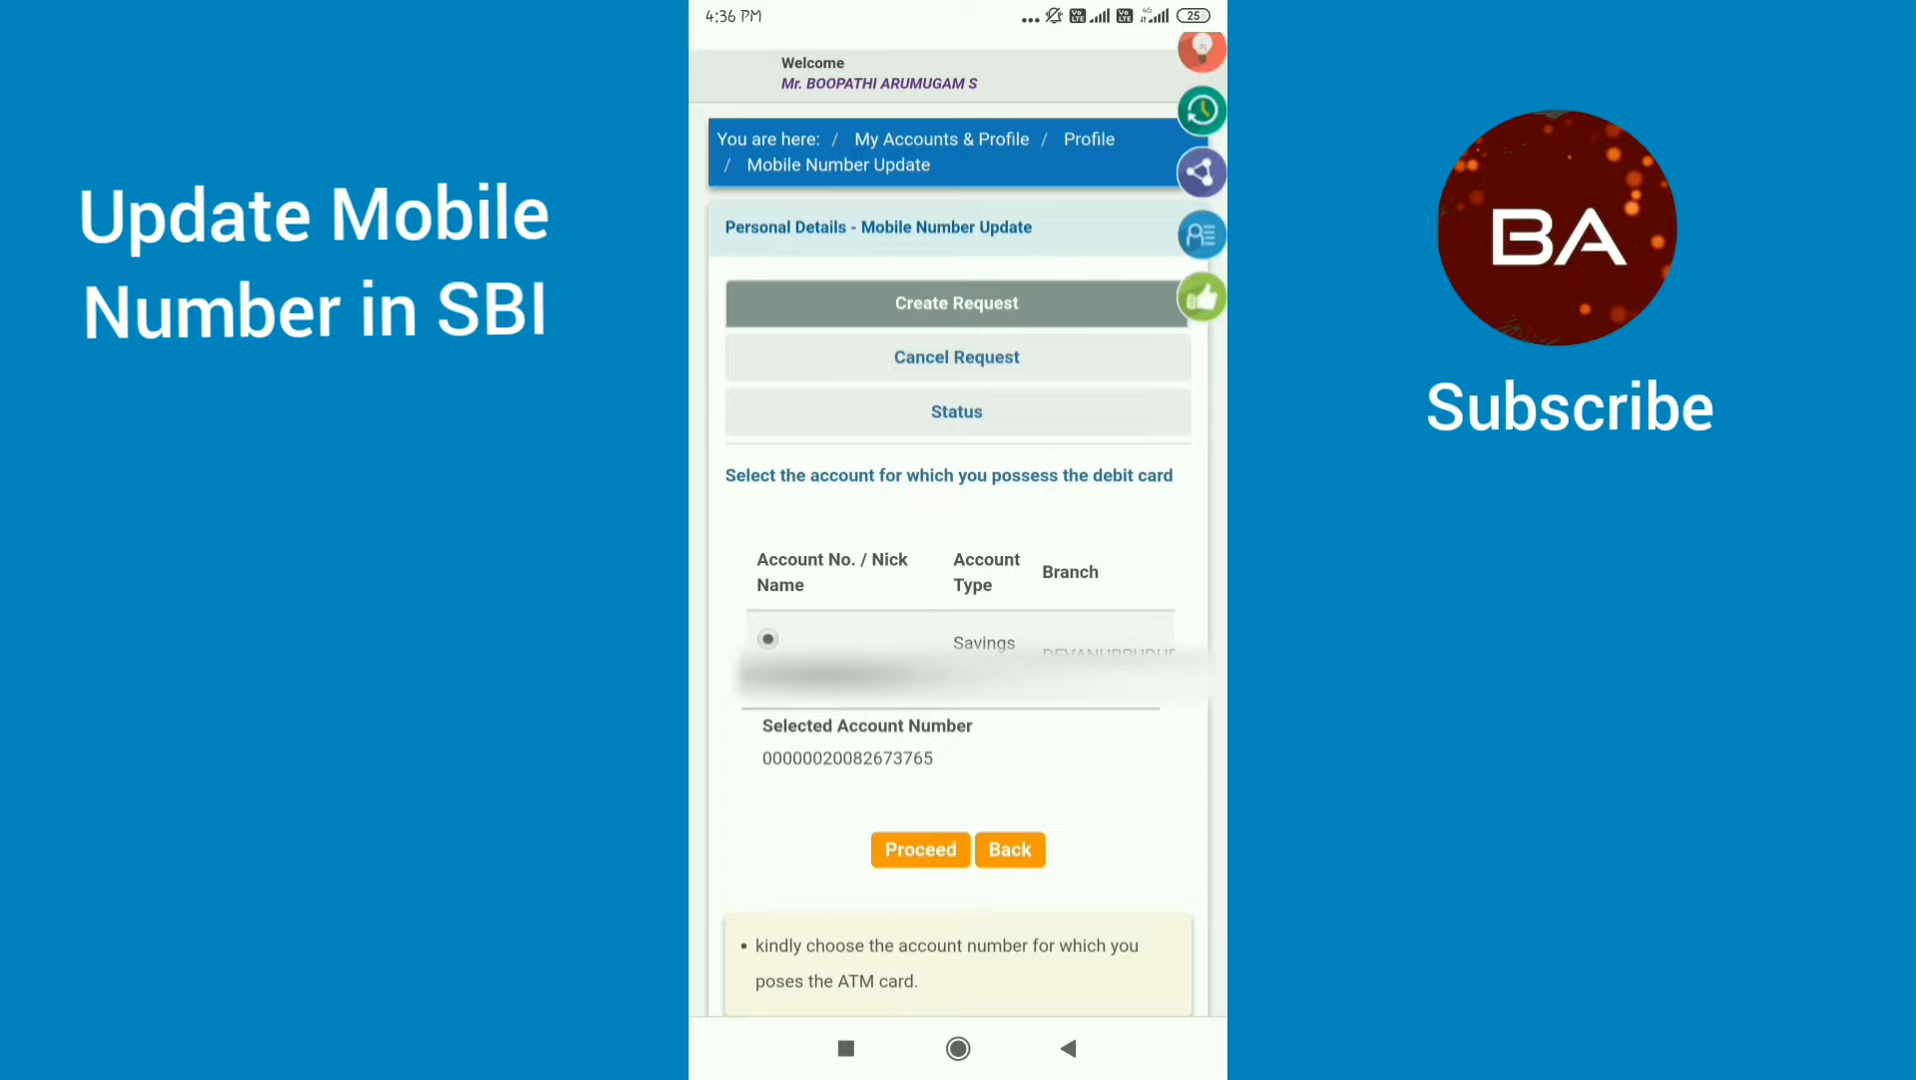 Update Mobile
Number in SBI
4:36 PM
25
Welcome
Mr. BOOPATHI ARUMUGAM S
You are here: / My Accounts & Profile / Profile
/ Mobile Number Update
Personal Details - Mobile Number Update
Create Request
Cancel Request
Status
Select the account for which you possess the debit card
Account No. / Nick
Name
Account
Type
Branch
Savings
Selected Account Number
00000020082673765
Proceed
Back
• kindly choose the account number for which you
poses the ATM card.
BA
Subscribe